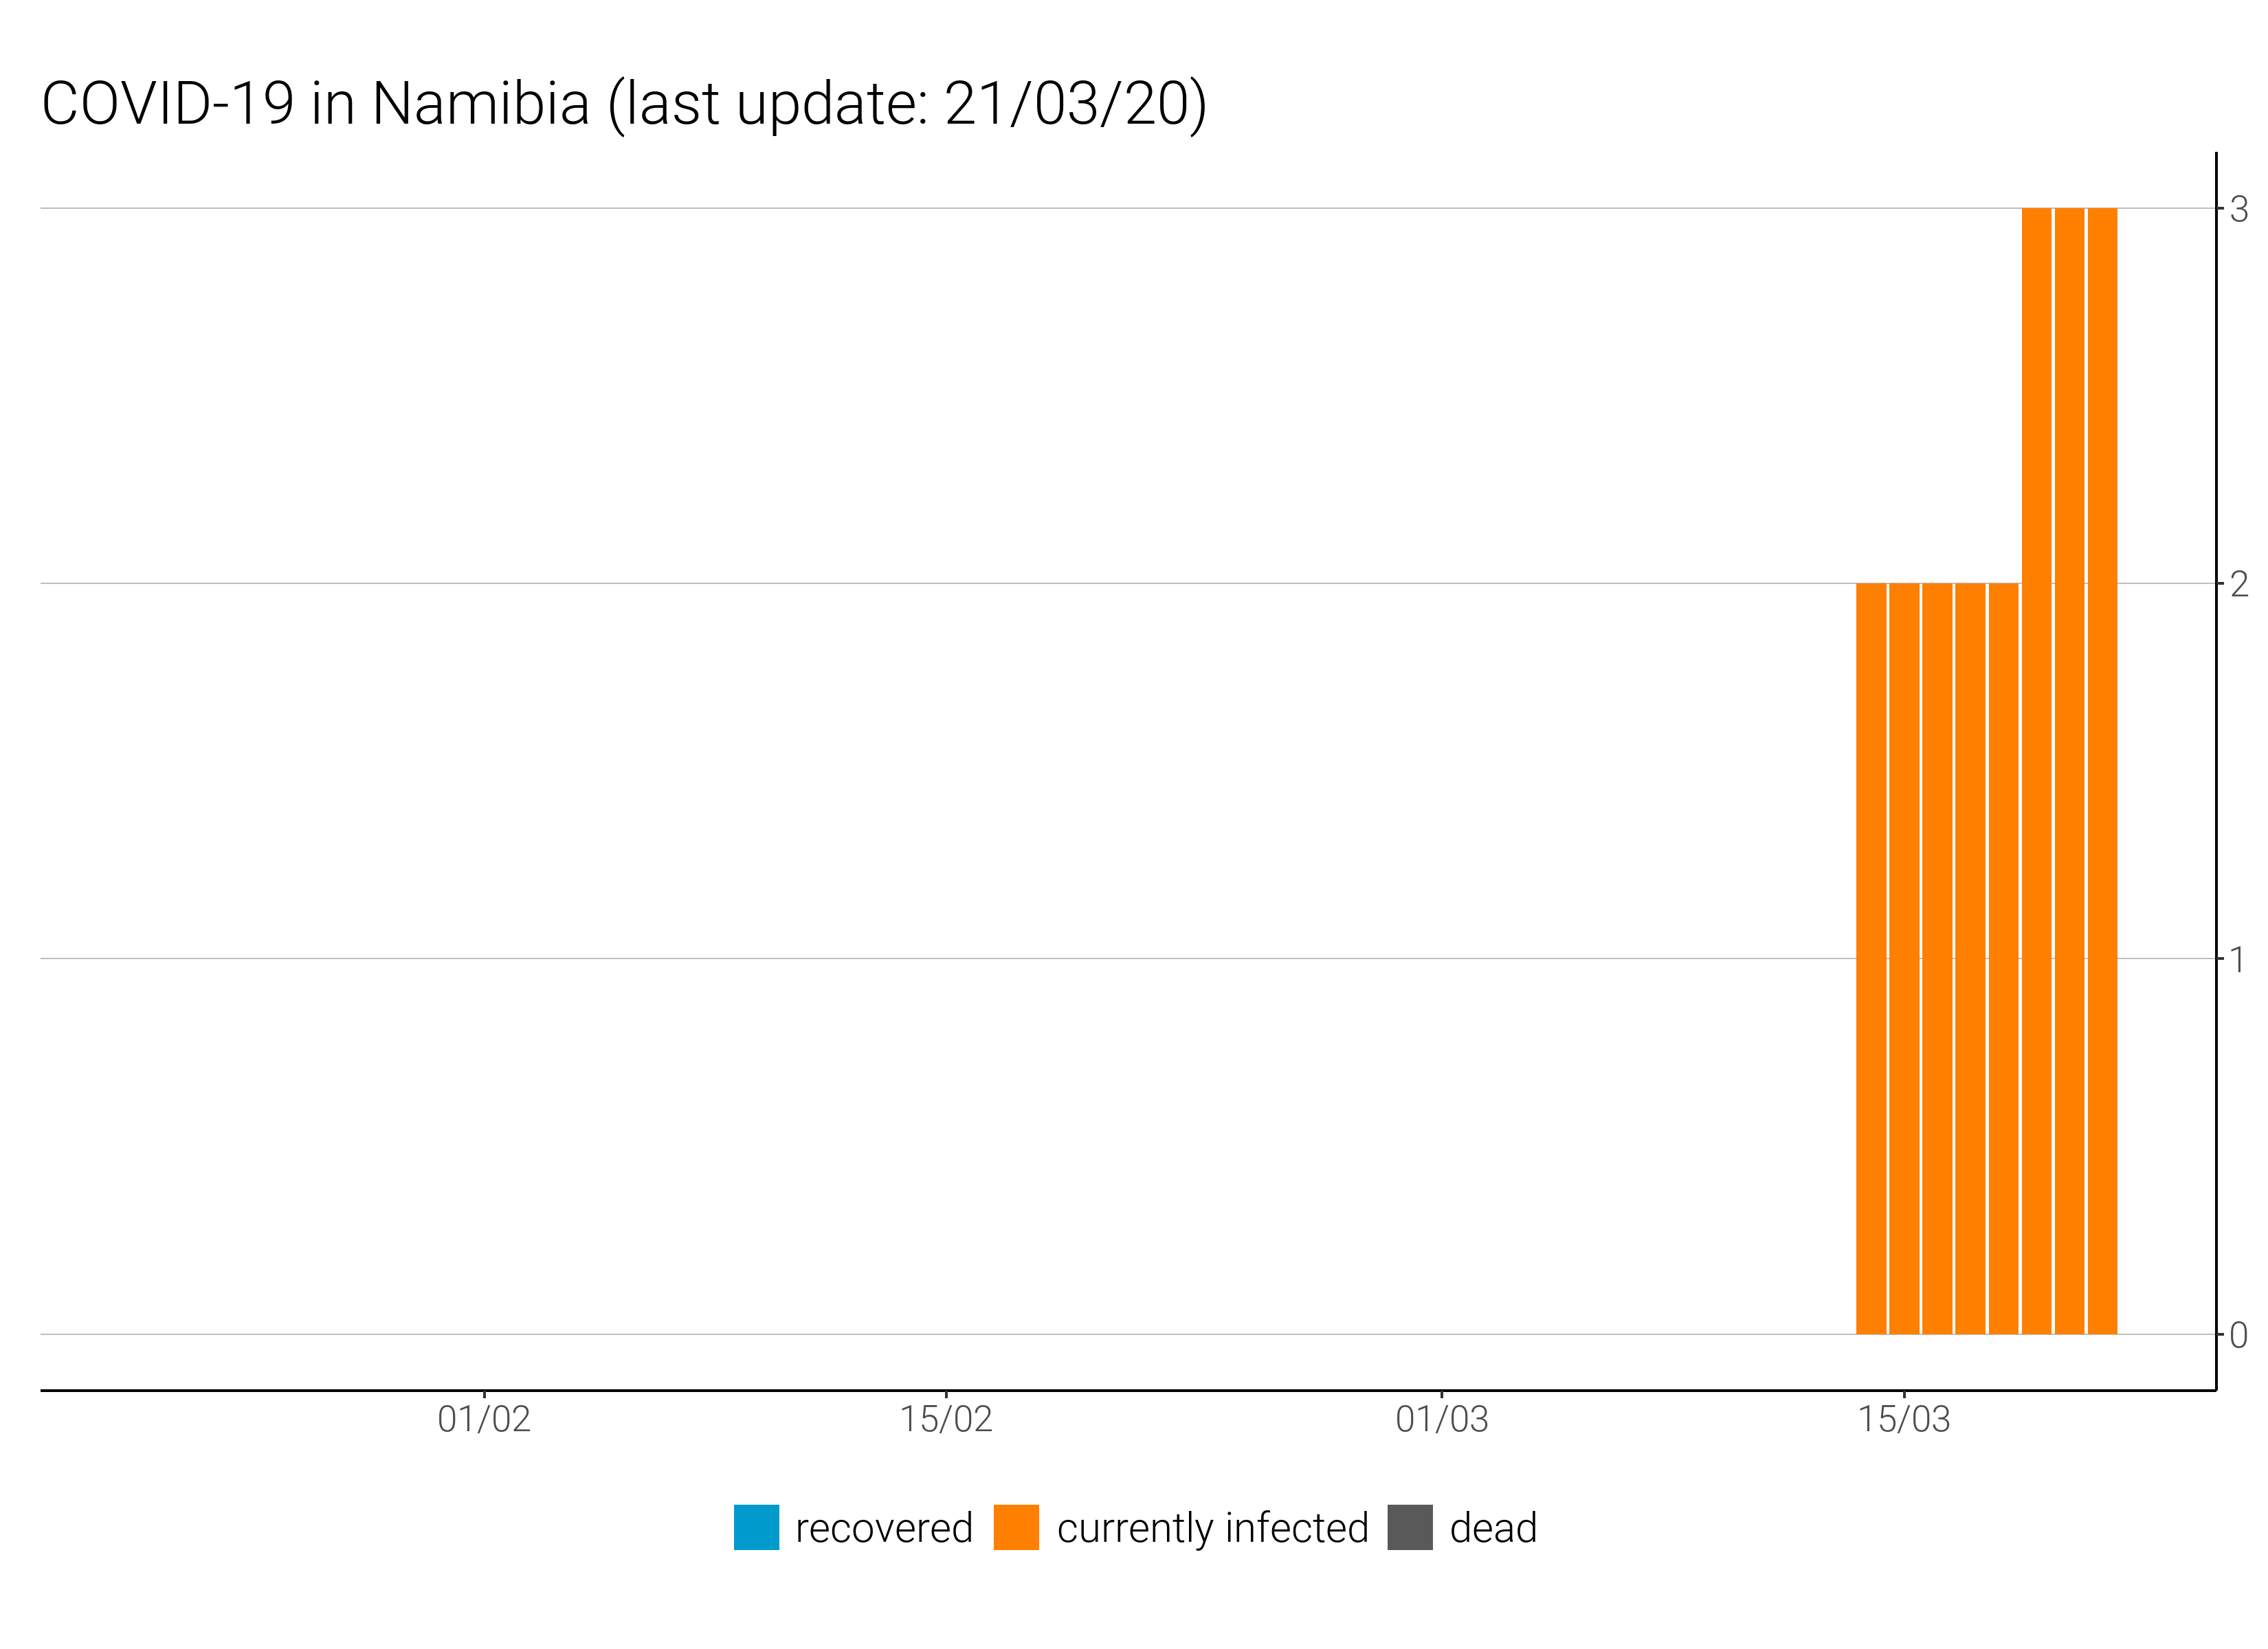 COVID-19 in Namibia (last update: 21/03/20)
3
2
1
0
01/02 15/02 01/03 15/03
recovered currently infected dead